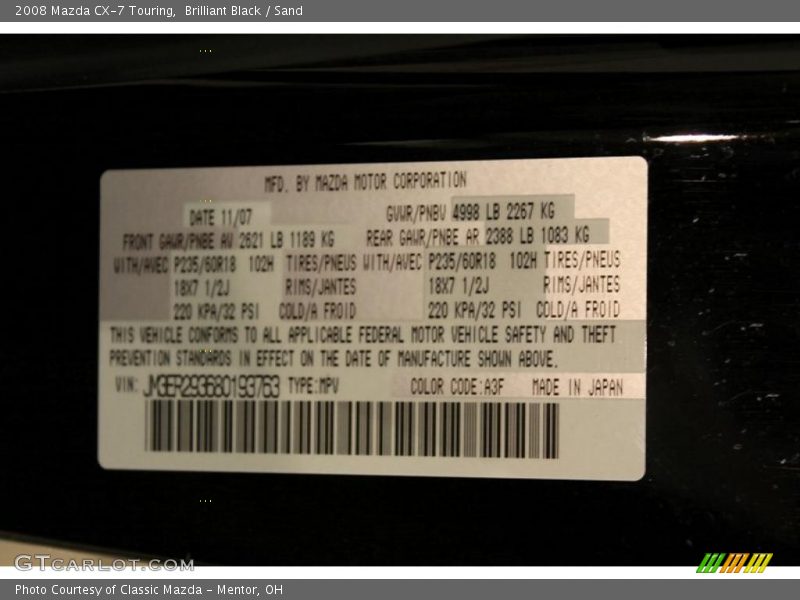 2008 Mazda CX-7 Touring,  Brilliant Black / Sand
MFD. BY MAZDA MOTOR CORPORATION
DATE 11/07 GVWR/PNBV 4998 LB 2267 KG
FRONT GAWR/PNBE AV 2621 LB 1189 KG REAR GAWR/PNBE AR 2388 LB 1083 KG
WITH/AVEC P235/60R18 102H TIRES/PNEUS WITH/AVEC P235/60R18 102H TIRES/PNEUS
18X7 1/2J RIMS/JANTES 18X7 1/2J RIMS/JANTES
220 KPA/32 PSI COLD/A FROID 220 KPA/32 PSI COLD/A FROID
THIS VEHICLE CONFORMS TO ALL APPLICABLE FEDERAL MOTOR VEHICLE SAFETY AND THEFT
PREVENTION STANDARDS IN EFFECT ON THE DATE OF MANUFACTURE SHOWN ABOVE.
VIN: JM3ER293680193763 TYPE:MPV COLOR CODE:A3F MADE IN JAPAN
GTCARLOT.COM
Photo Courtesy of Classic Mazda - Mentor, OH